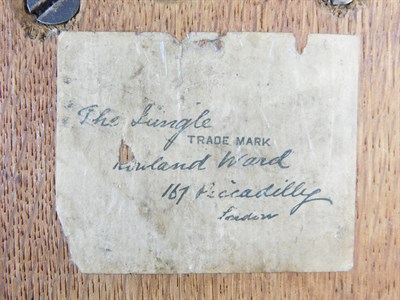 The Jungle
TRADE MARK
Rowland Ward
167 Piccadilly
London